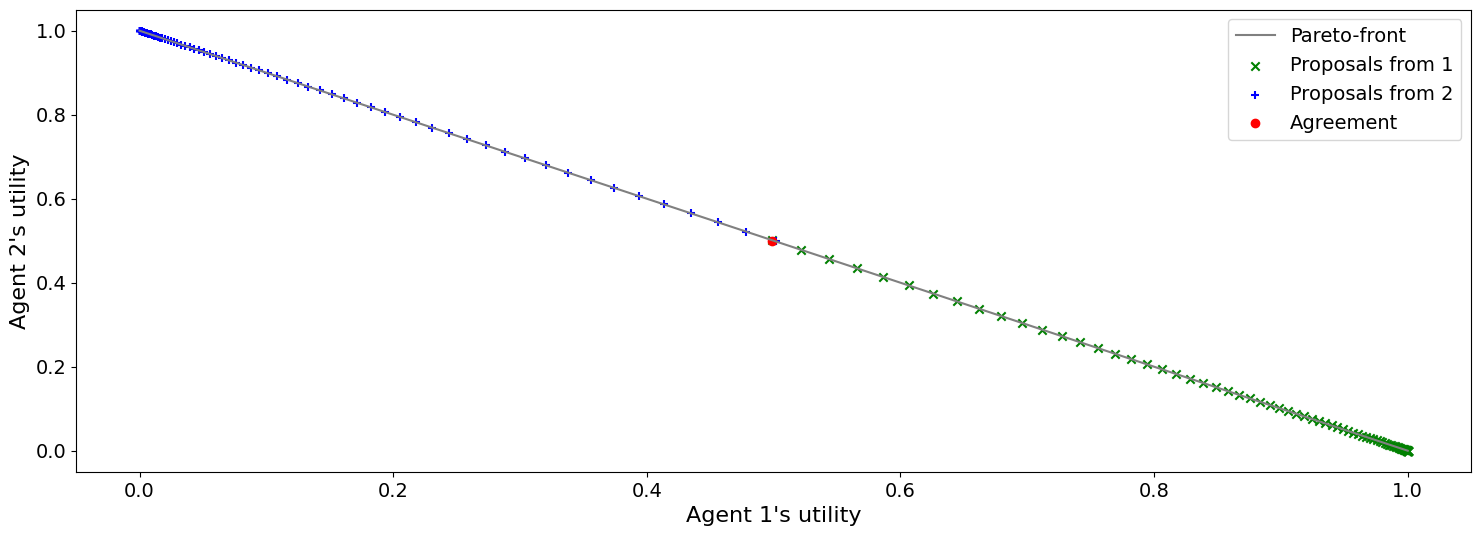 Agent 2's utility
1.0
0.8
0.6
0.4
0.2
0.0
Pareto-front
Proposals from 1
Proposals from 2
Agreement
0.0 0.2 0.4 0.6 0.8 1.0
Agent 1's utility